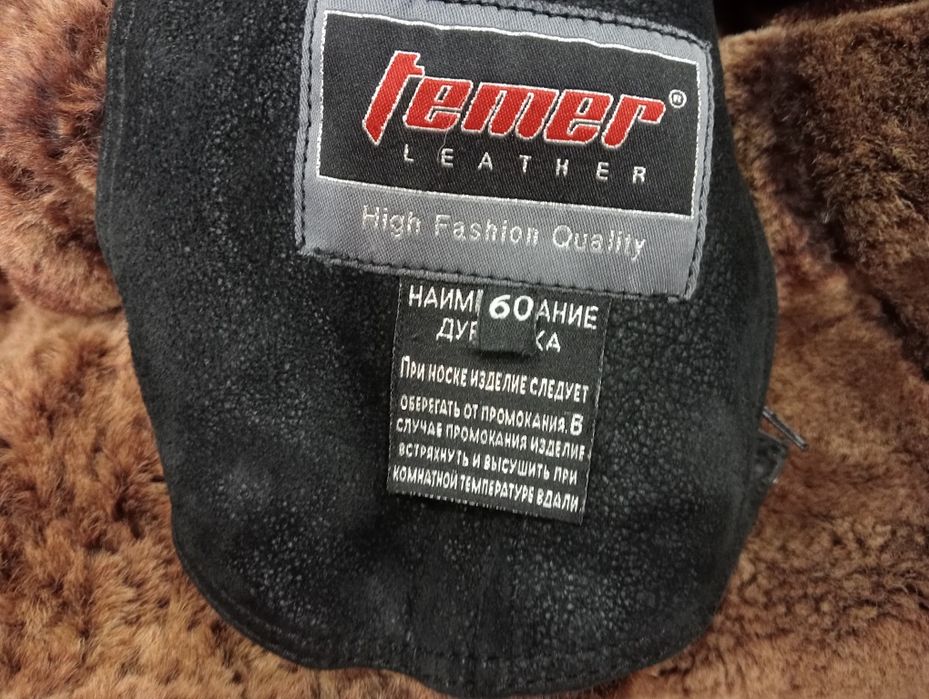 temer®
LEATHER
High Fashion Quality
60
НАИМ АНИЕ
ДУ КА
ПРИ НОСКЕ ИЗДЕЛИЕ СЛЕДУЕТ
ОБЕРЕГАТЬ ОТ ПРОМОКАНИЯ. В
СЛУЧАЕ ПРОМОКАНИЯ ИЗДЕЛИЕ
ВСТРЯХНУТЬ И ВЫСУШИТЬ ПРИ
КОМНАТНОЙ ТЕМПЕРАТУРЕ ВДАЛИ